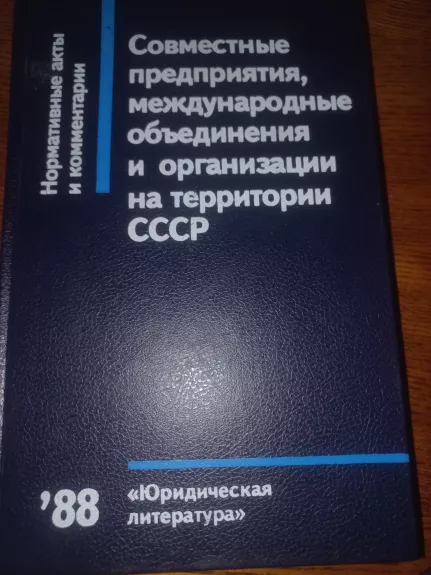 Нормативные акты
и комментарии
Совместные
предприятия,
международные
объединения
и организации
на территории
СССР
'88
«Юридическая
литература»